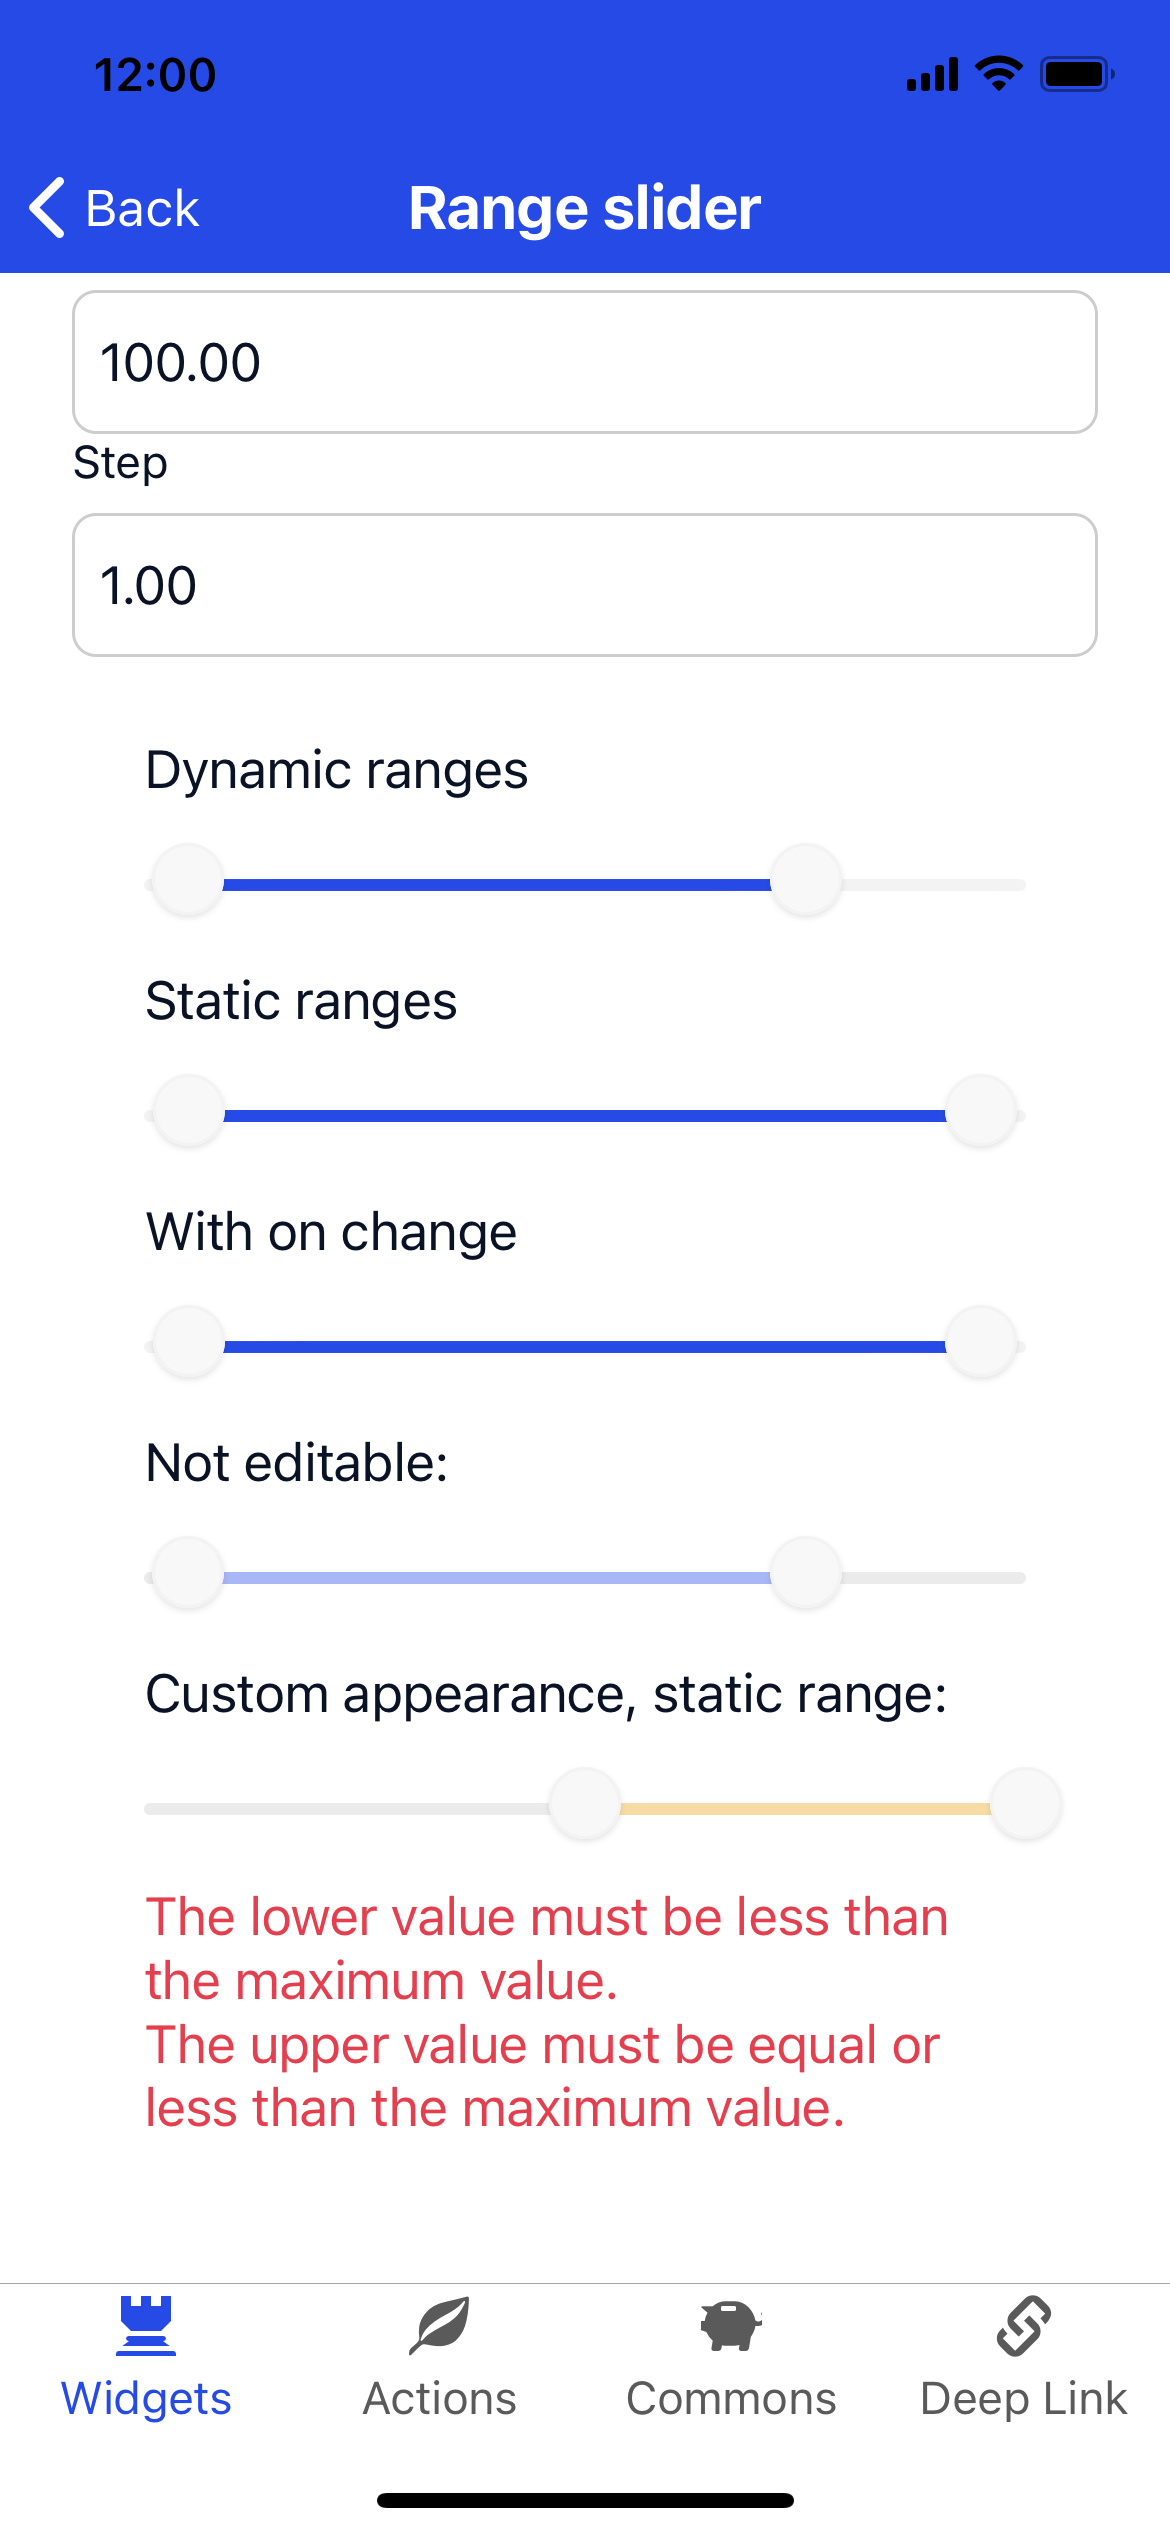 12:00
Back
Range slider
100.00
Step
1.00
Dynamic ranges
Static ranges
With on change
Not editable:
Custom appearance, static range:
The lower value must be less than
the maximum value.
The upper value must be equal or
less than the maximum value.
Widgets
Actions
Commons
Deep Link